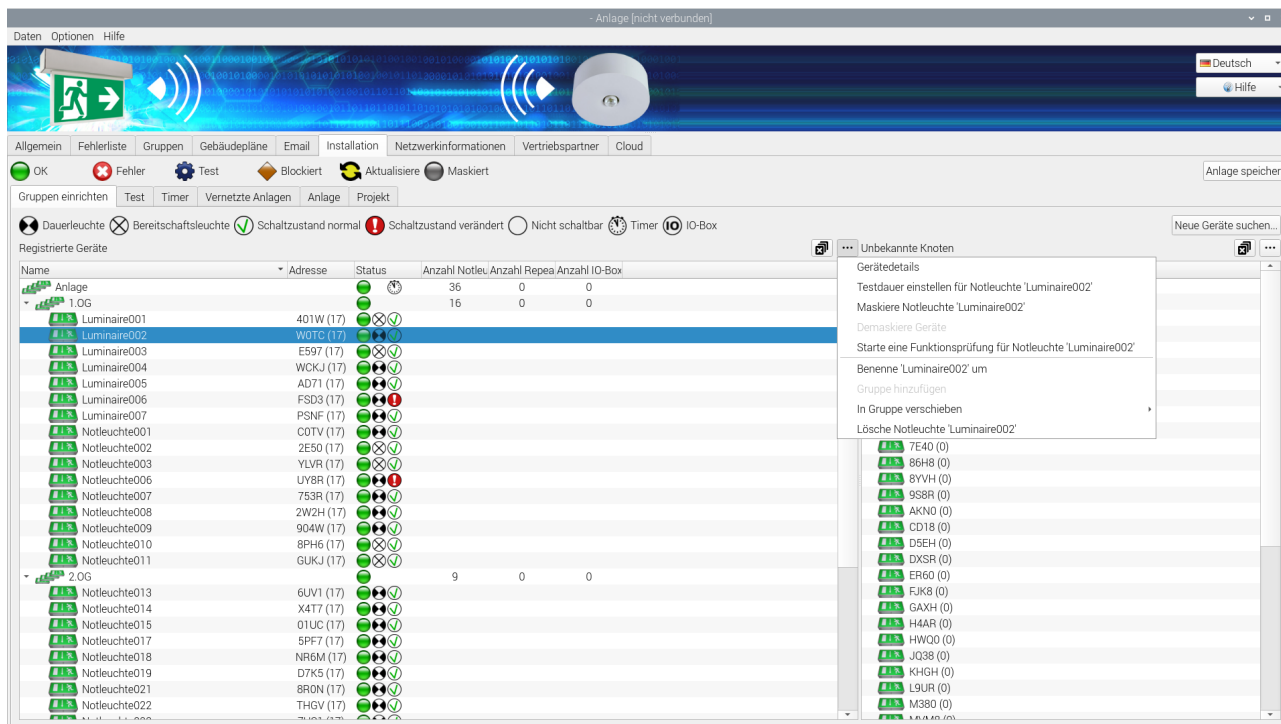 - Anlage [nicht verbunden]
Daten Optionen Hilfe
Deutsch
Hilfe
Allgemein Fehlerliste Gruppen Gebäudepläne Email Installation Netzwerkinformationen Vertriebspartner Cloud
OK Fehler Test Blockiert Aktualisiere Maskiert Anlage speicher
Gruppen einrichten Test Timer Vernetzte Anlagen Anlage Projekt
Dauerleuchte Bereitschaftsleuchte Schaltzustand normal Schaltzustand verändert Nicht schaltbar Timer IO IO-Box Neue Geräte suchen...
Registrierte Geräte
Name Adresse Status Anzahl Notleu Anzahl Repea Anzahl IO-Box
Anlage 36 0 0
1.OG 16 0 0
Luminaire001 401W (17)
Luminaire002 W0TC (17)
Luminaire003 E597 (17)
Luminaire004 WCKJ (17)
Luminaire005 AD71 (17)
Luminaire006 FSD3 (17)
Luminaire007 PSNF (17)
Notleuchte001 C0TV (17)
Notleuchte002 2E50 (17)
Notleuchte003 YLVR (17)
Notleuchte006 UY8R (17)
Notleuchte007 753R (17)
Notleuchte008 2W2H (17)
Notleuchte009 904W (17)
Notleuchte010 8PH6 (17)
Notleuchte011 GUKJ (17)
2.OG 9 0 0
Notleuchte013 6UV1 (17)
Notleuchte014 X4T7 (17)
Notleuchte015 01UC (17)
Notleuchte017 5PF7 (17)
Notleuchte018 NR6M (17)
Notleuchte019 D7K5 (17)
Notleuchte021 8R0N (17)
Notleuchte022 THGV (17)
Unbekannte Knoten
Gerätedetails
Testdauer einstellen für Notleuchte 'Luminaire002'
Maskiere Notleuchte 'Luminaire002'
Demaskiere Geräte
Starte eine Funktionsprüfung für Notleuchte 'Luminaire002'
Benenne 'Luminaire002' um
Gruppe hinzufügen
In Gruppe verschieben
Lösche Notleuchte 'Luminaire002'
7E40 (0)
86H8 (0)
8YVH (0)
9S8R (0)
AKN0 (0)
CD18 (0)
D5EH (0)
DXSR (0)
ER60 (0)
FJK8 (0)
GAXH (0)
H4AR (0)
HWQ0 (0)
JQ38 (0)
KHGH (0)
L9UR (0)
M380 (0)